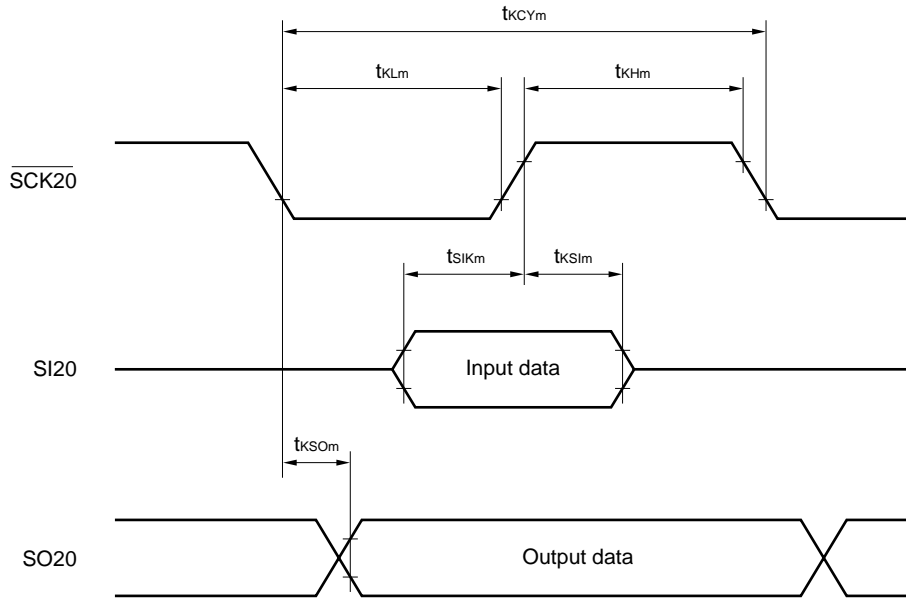 tKCYm
tKLm
tKHm
SCK20
tSIKm
tKSIm
SI20
Input data
tKSOm
SO20
Output data